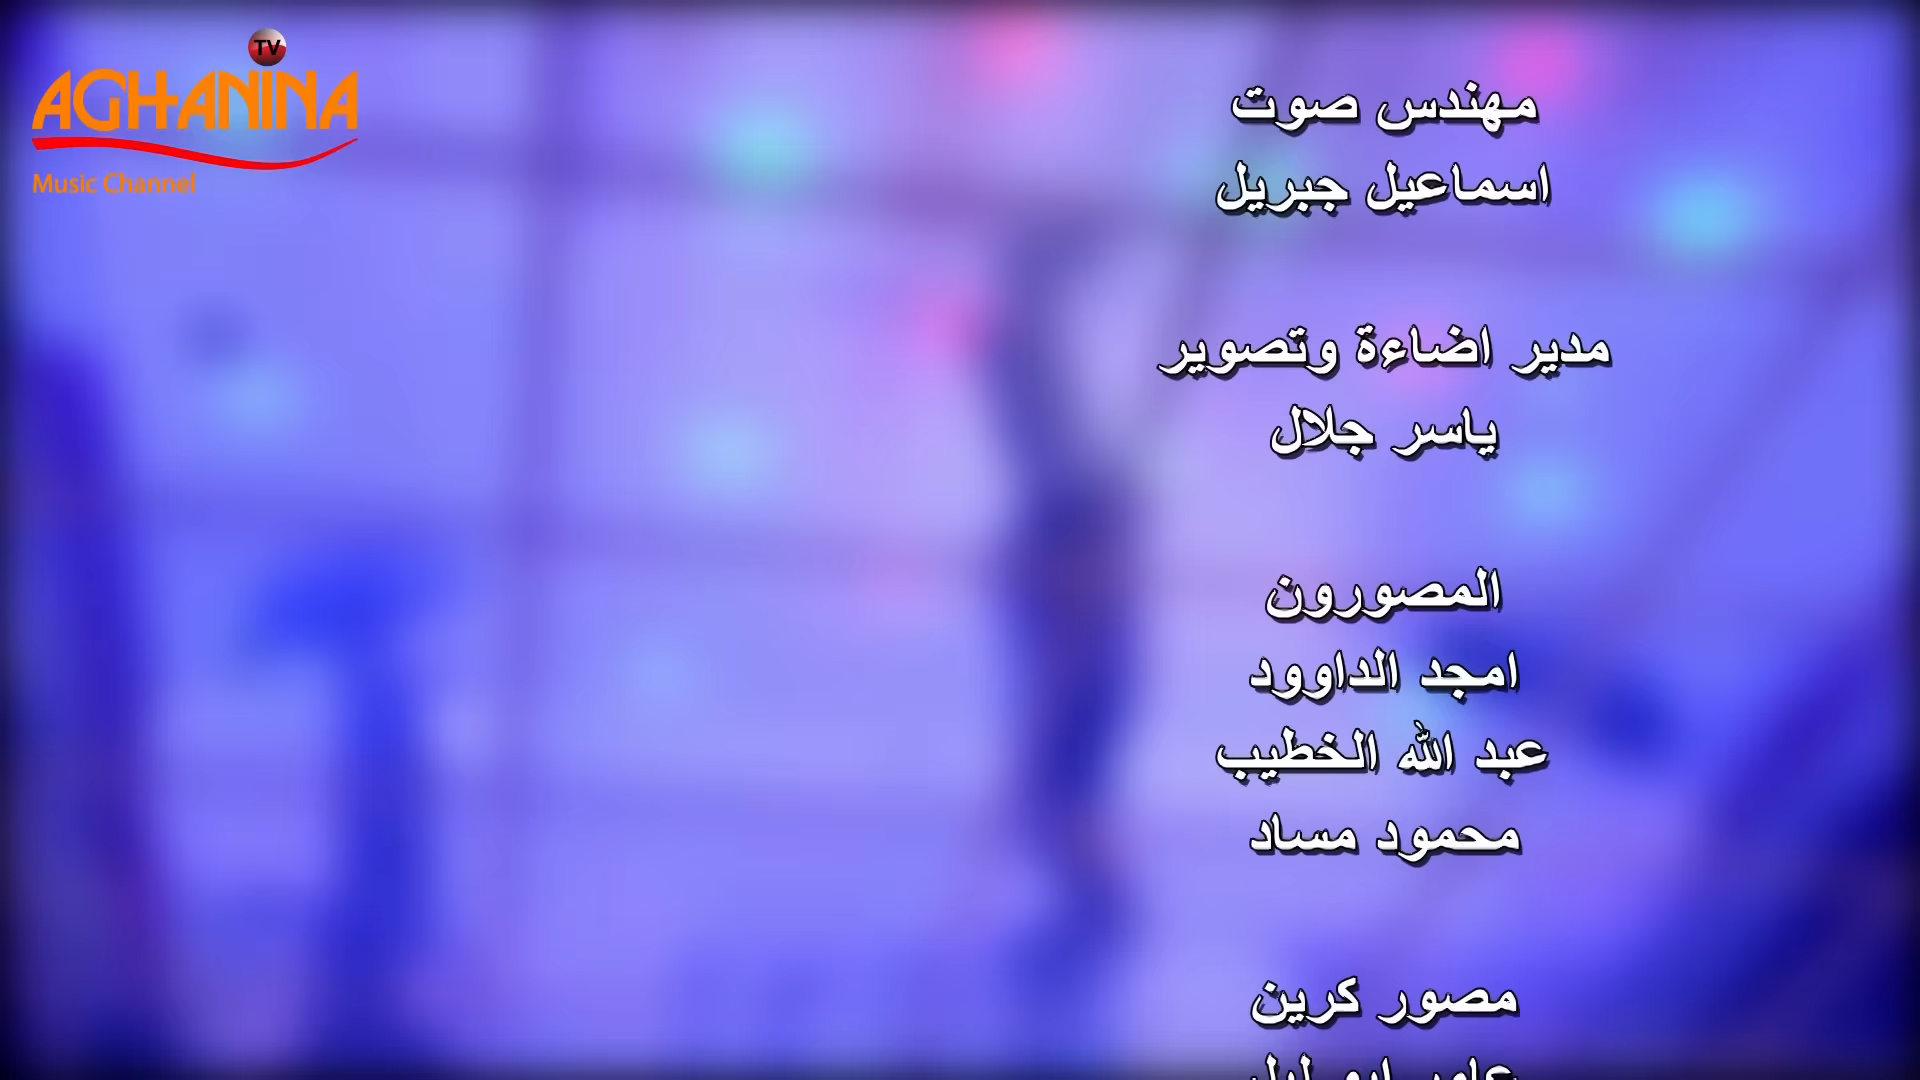 TV
AGHANINA
Music Channel
مهندس صوت
اسماعيل جبريل
مدير اضاءة وتصوير
ياسر جلال
المصورون
امجد الداوود
عبد الله الخطيب
محمود مساد
مصور كرين